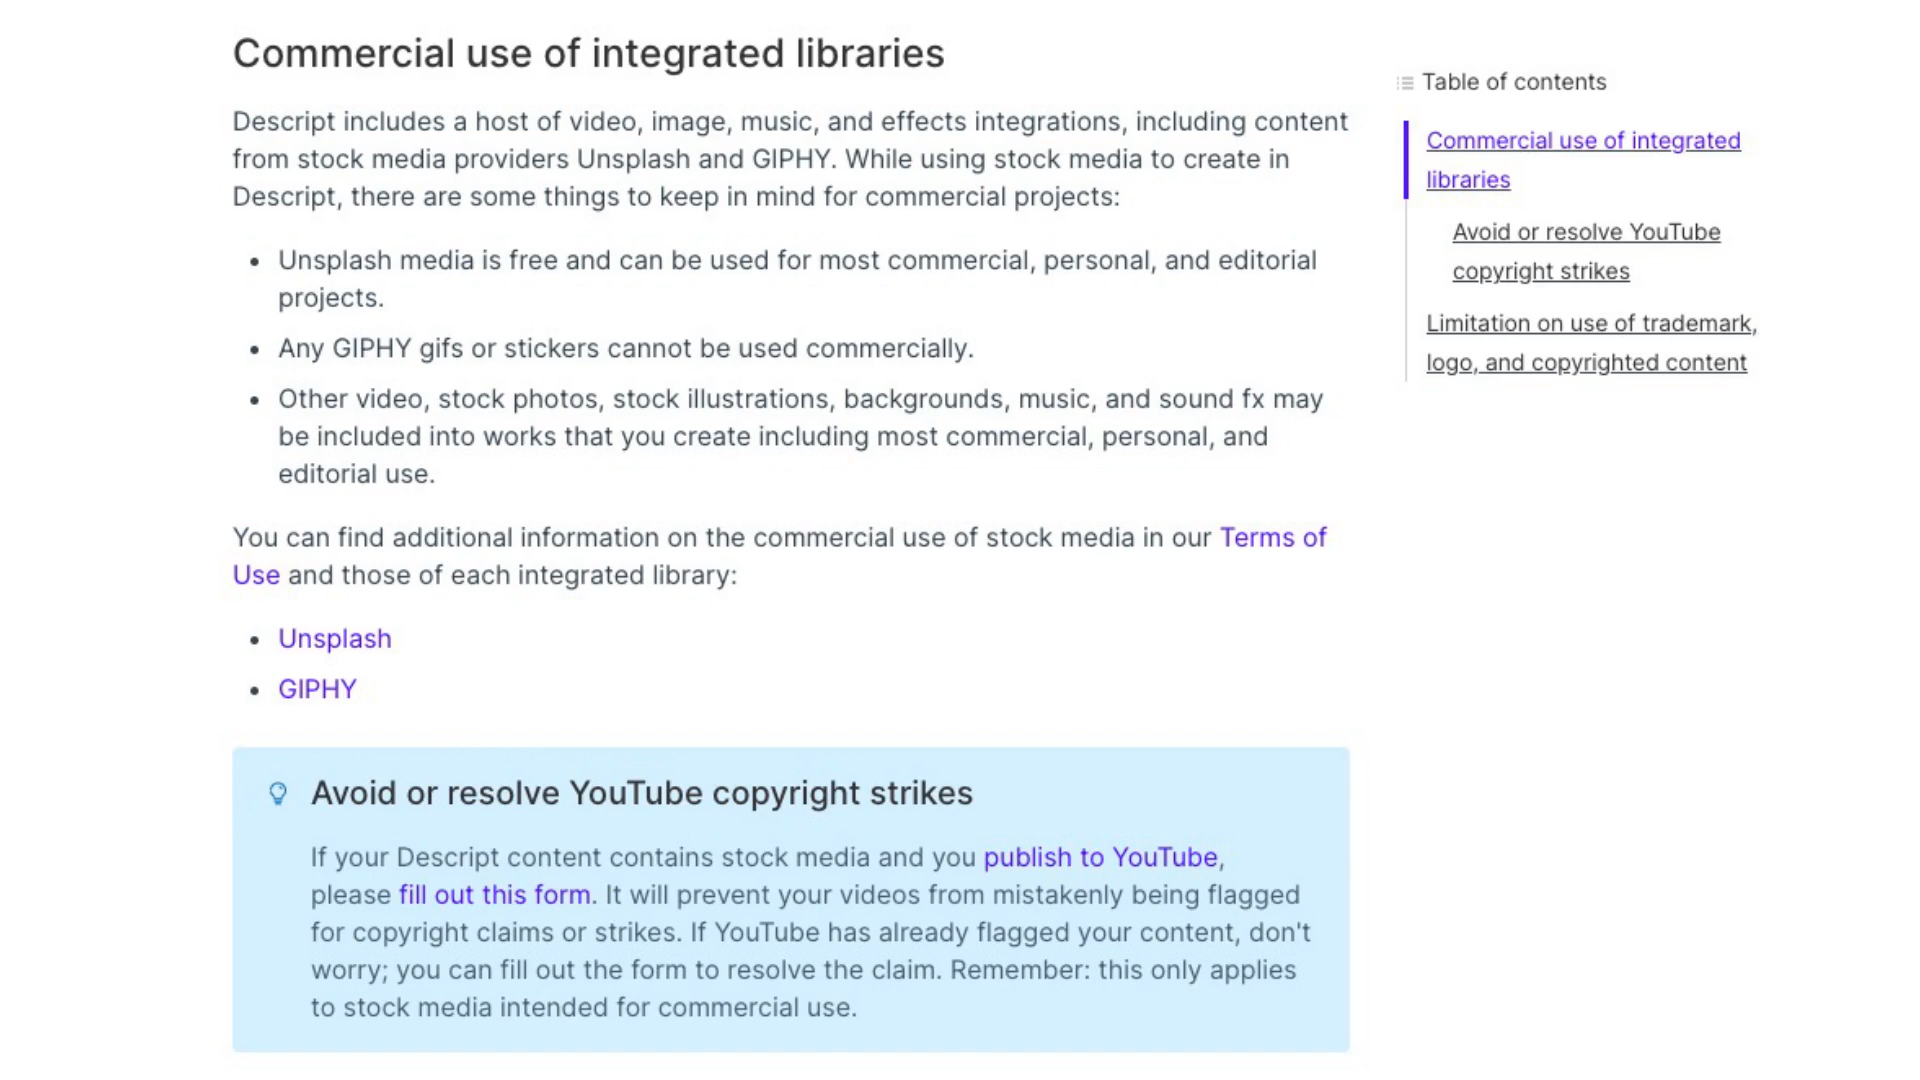 Commercial use of integrated libraries
Descript includes a host of video, image, music, and effects integrations, including content
from stock media providers Unsplash and GIPHY. While using stock media to create in
Descript, there are some things to keep in mind for commercial projects:
• Unsplash media is free and can be used for most commercial, personal, and editorial
projects.
• Any GIPHY gifs or stickers cannot be used commercially.
• Other video, stock photos, stock illustrations, backgrounds, music, and sound fx may
be included into works that you create including most commercial, personal, and
editorial use.
You can find additional information on the commercial use of stock media in our Terms of
Use and those of each integrated library:
• Unsplash
• GIPHY
Avoid or resolve YouTube copyright strikes
If your Descript content contains stock media and you publish to YouTube,
please fill out this form. It will prevent your videos from mistakenly being flagged
for copyright claims or strikes. If YouTube has already flagged your content, don't
worry; you can fill out the form to resolve the claim. Remember: this only applies
to stock media intended for commercial use.
Table of contents
Commercial use of integrated
libraries
Avoid or resolve YouTube
copyright strikes
Limitation on use of trademark,
logo, and copyrighted content